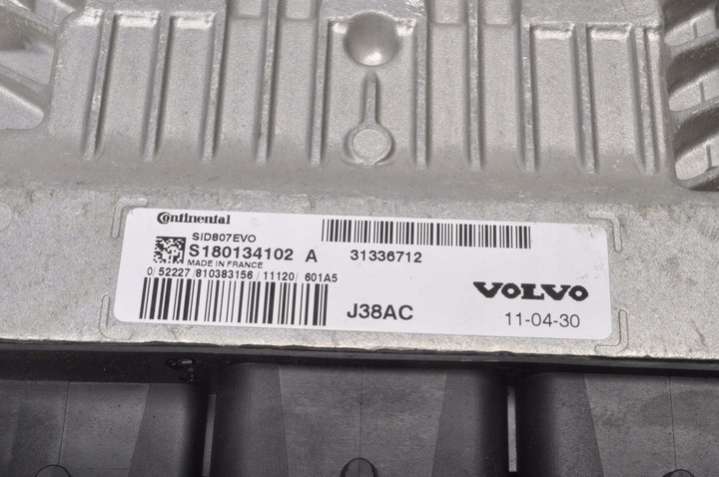 Continental
SID807EVO
S180134102 A
MADE IN FRANCE
0/52227/810383156/11120/601A5
31336712
J38AC
VOLVO
11-04-30